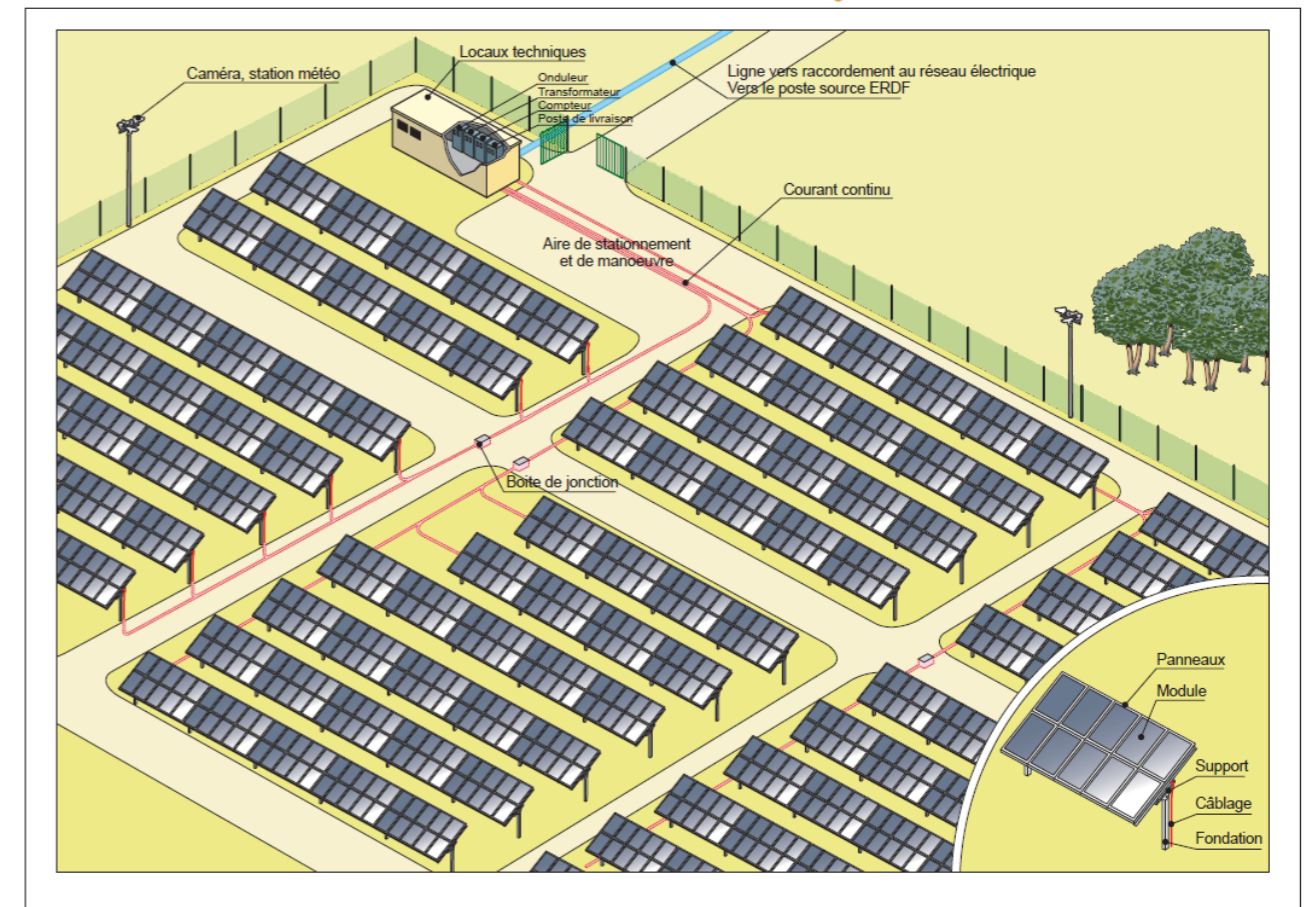 Caméra, station météo
Locaux techniques
Onduleur
Transformateur
Compteur
Poste de livraison
Ligne vers raccordement au réseau électrique
Vers le poste source ERDF
Courant continu
Aire de stationnement
et de manoeuvre
Boite de jonction
Panneaux
Module
Support
Câblage
Fondation